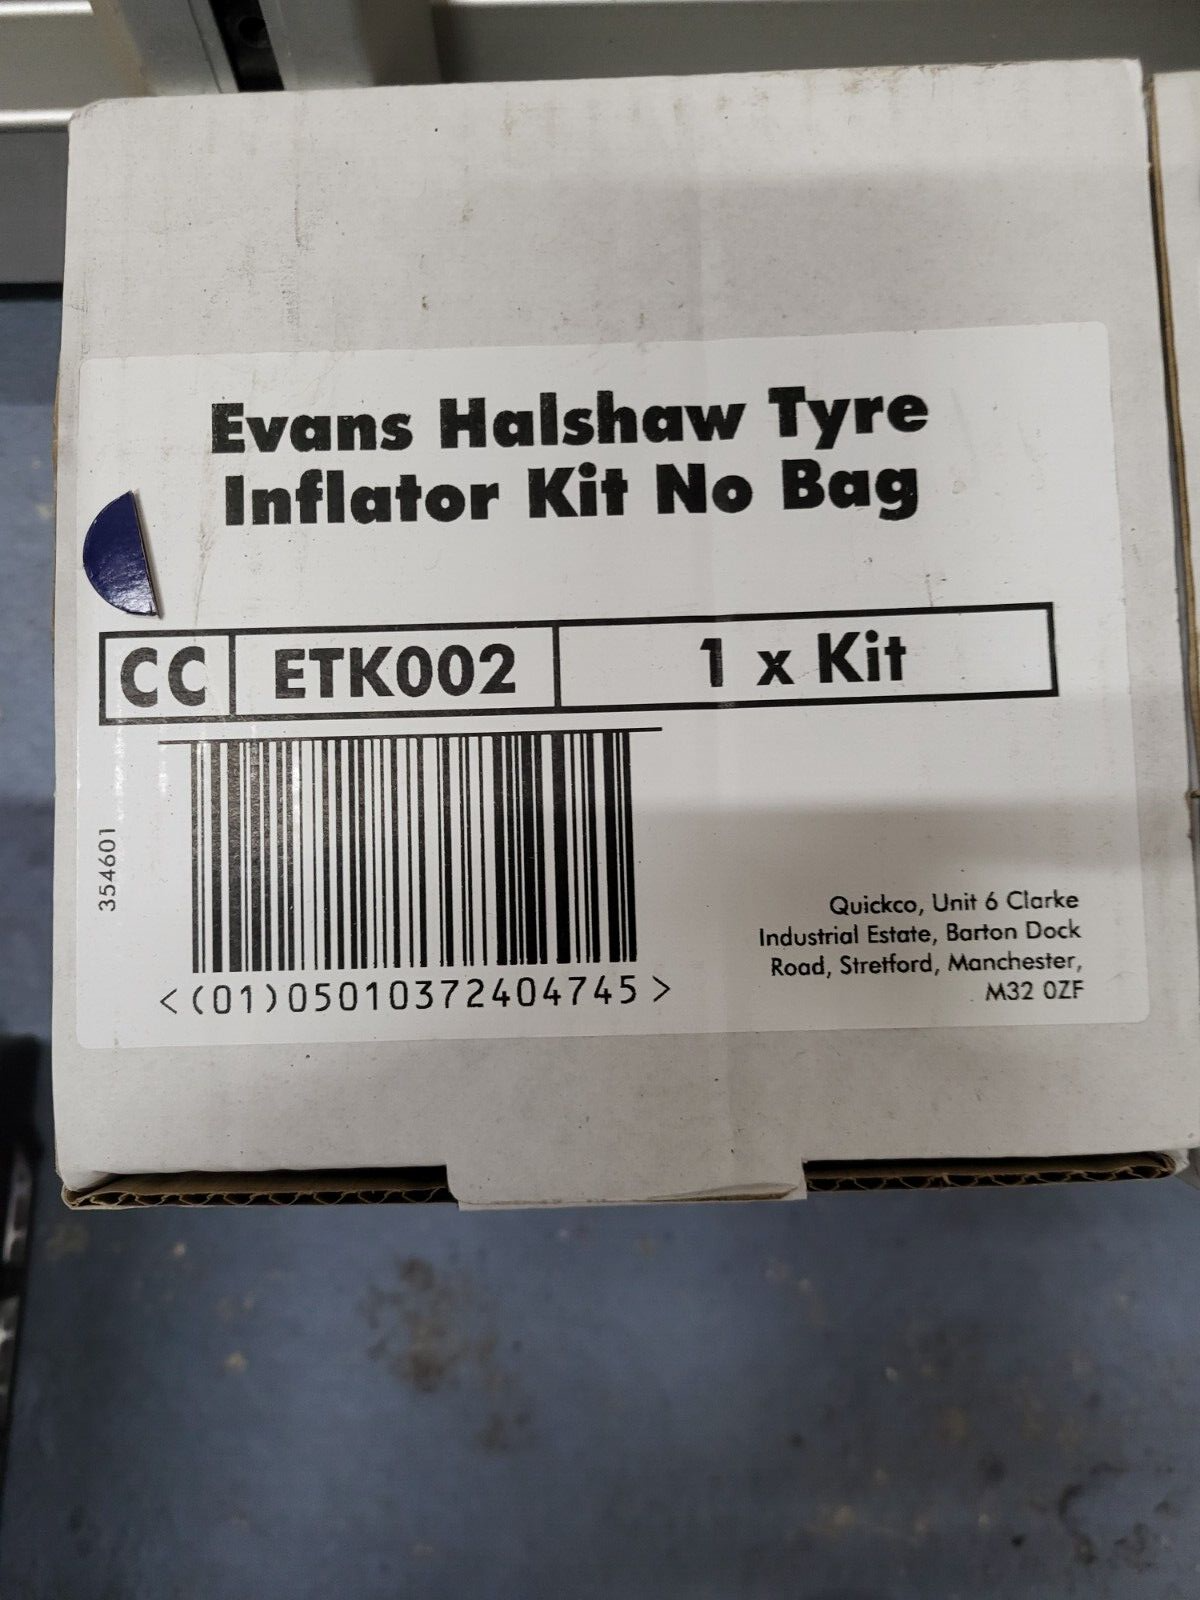 Evans Halshaw Tyre
Inflator Kit No Bag
CC ETK002 1 x Kit
354601
<(01)05010372404745>
Quickco, Unit 6 Clarke
Industrial Estate, Barton Dock
Road, Stretford, Manchester,
M32 0ZF